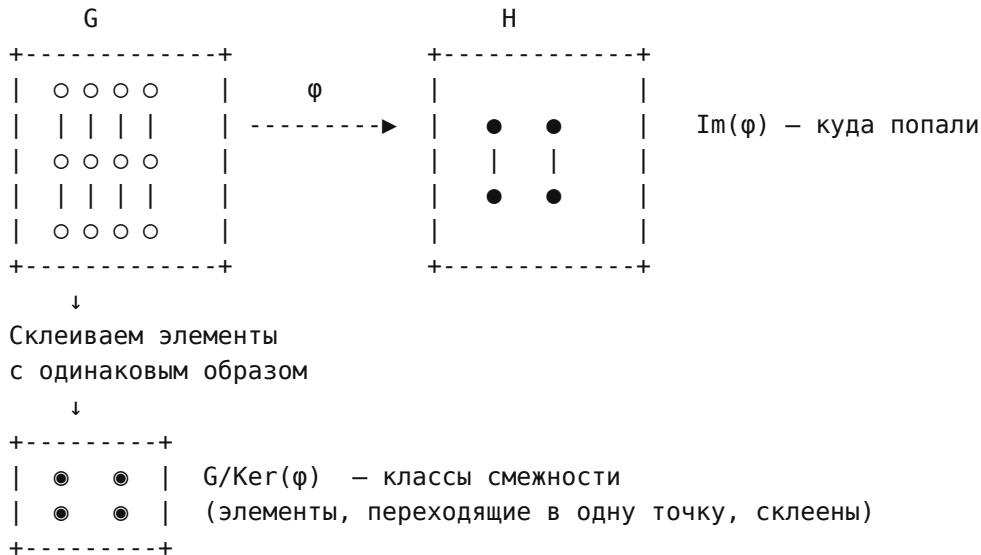 G H
φ
Im(φ) — куда попали
↓
Склеиваем элементы
с одинаковым образом
↓
G/Ker(φ) — классы смежности
(элементы, переходящие в одну точку, склеены)